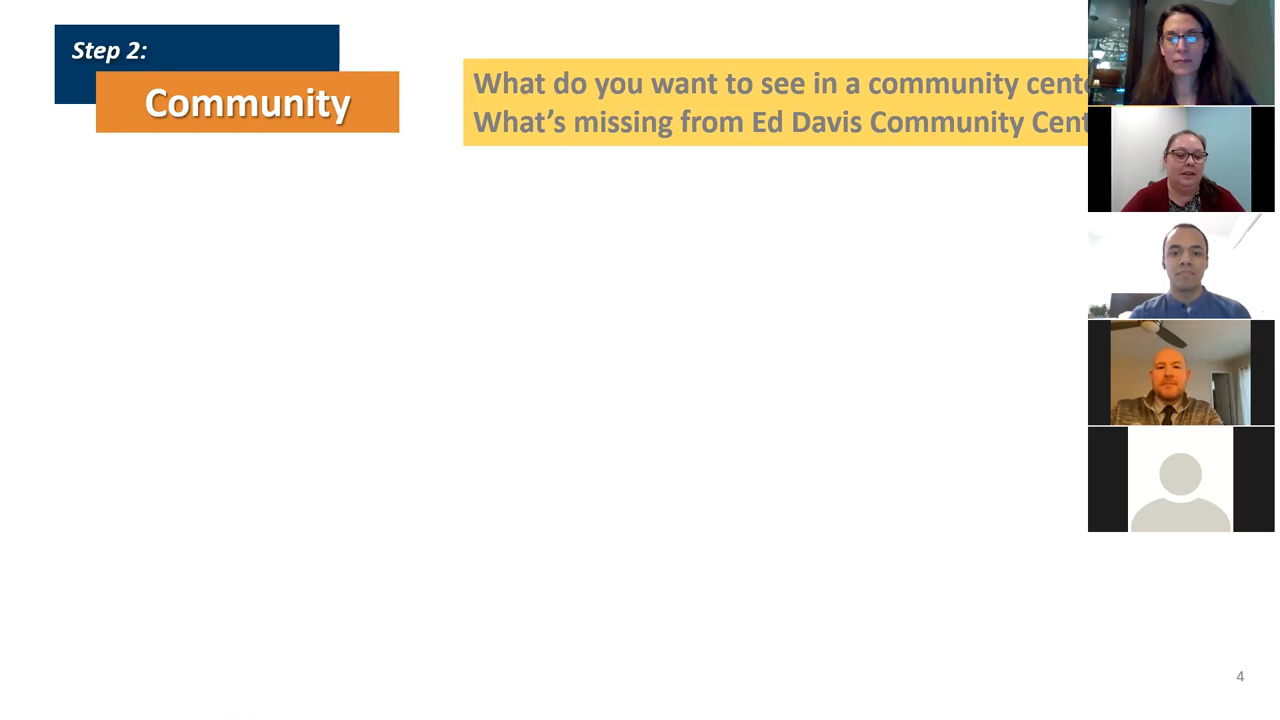 Step 2:
Community
What do you want to see in a community
What's missing from Ed Davis Community
4